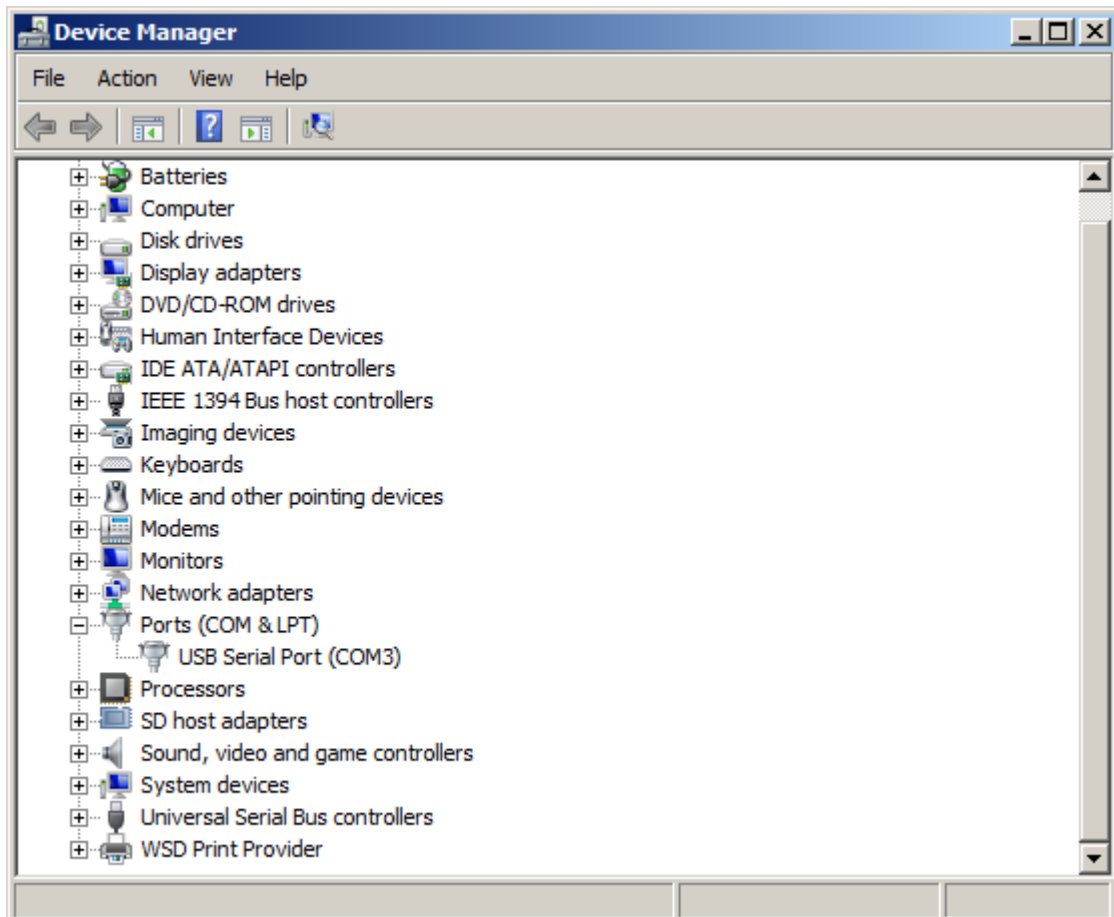 Device Manager
File Action View Help
Batteries
Computer
Disk drives
Display adapters
DVD/CD-ROM drives
Human Interface Devices
IDE ATA/ATAPI controllers
IEEE 1394 Bus host controllers
Imaging devices
Keyboards
Mice and other pointing devices
Modems
Monitors
Network adapters
Ports (COM & LPT)
USB Serial Port (COM3)
Processors
SD host adapters
Sound, video and game controllers
System devices
Universal Serial Bus controllers
WSD Print Provider